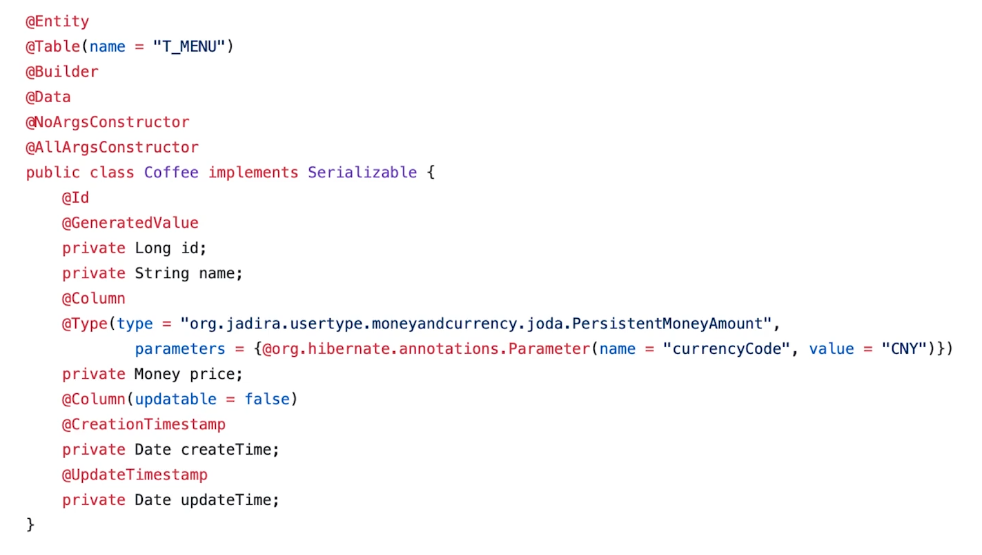 @Entity
@Table(name = "T_MENU")
@Builder
@Data
@NoArgsConstructor
@AllArgsConstructor
public class Coffee implements Serializable {
    @Id
    @GeneratedValue
    private Long id;
    private String name;
    @Column
    @Type(type = "org.jadira.usertype.moneyandcurrency.joda.PersistentMoneyAmount",
            parameters = {@org.hibernate.annotations.Parameter(name = "currencyCode", value = "CNY")})
    private Money price;
    @Column(updatable = false)
    @CreationTimestamp
    private Date createTime;
    @UpdateTimestamp
    private Date updateTime;
}